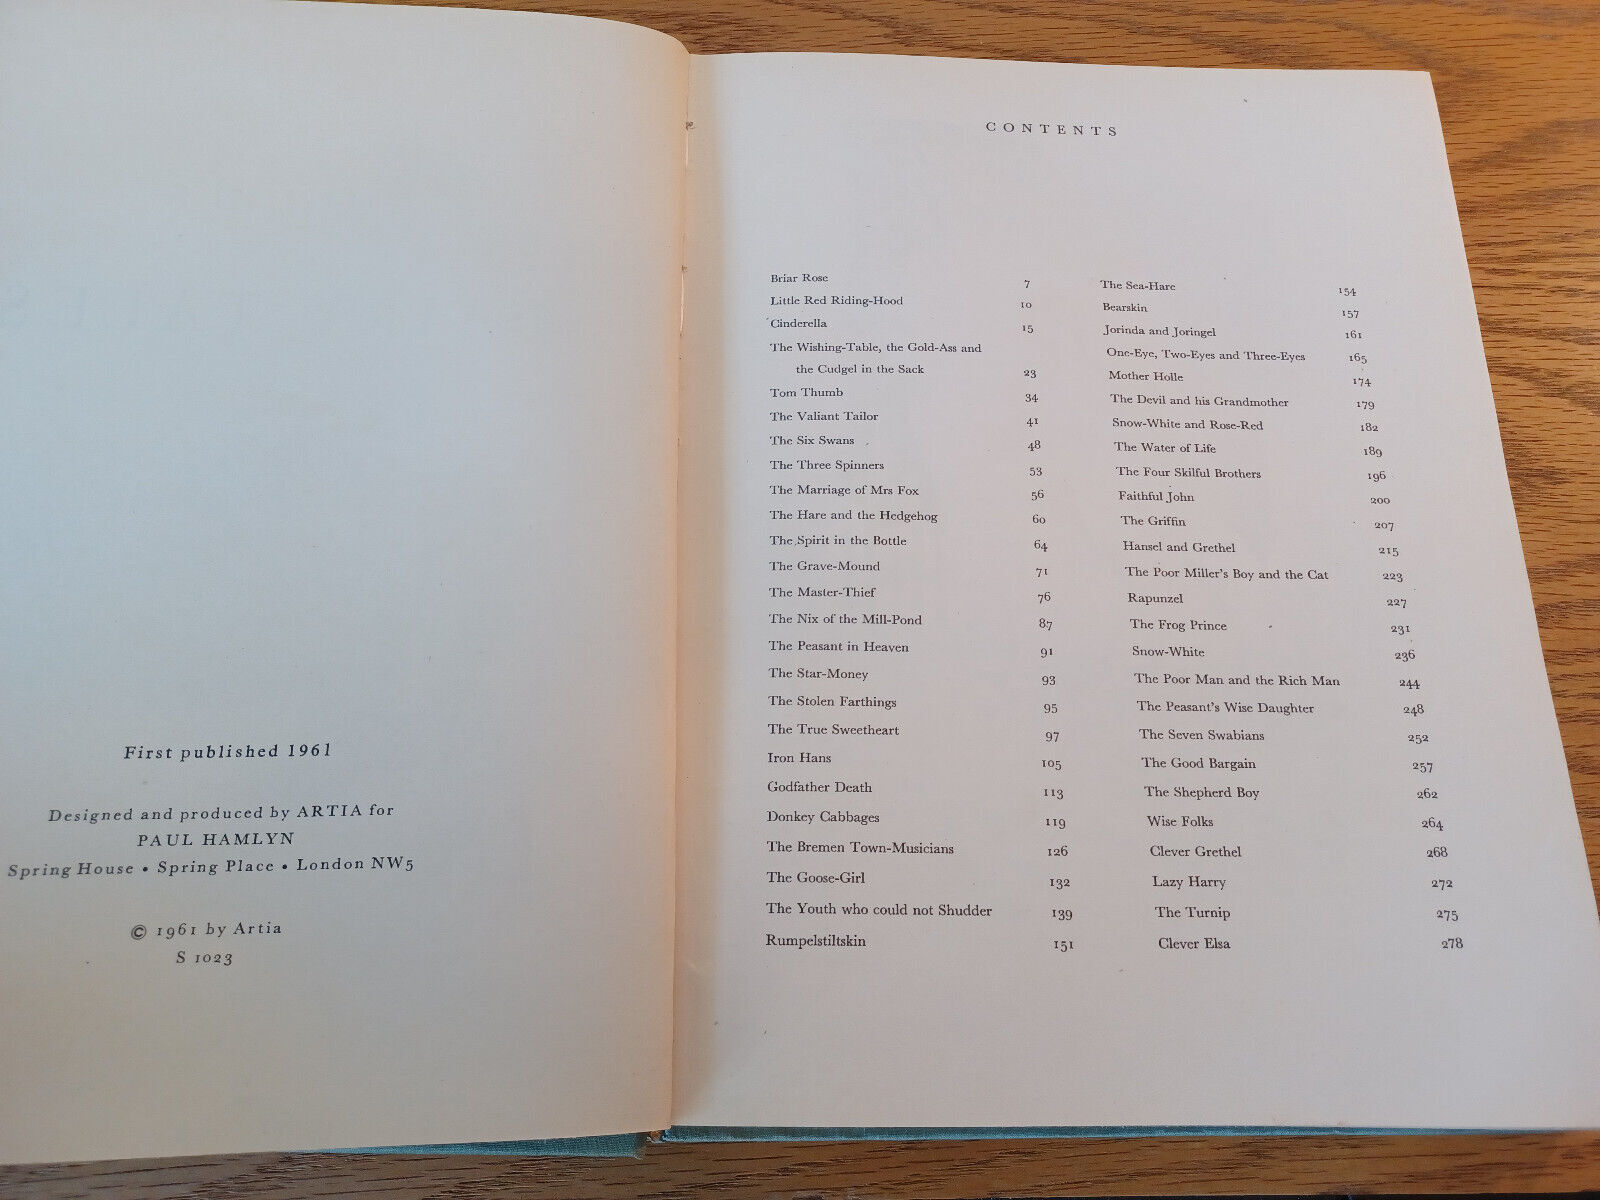 First published 1961
Designed and produced by ARTIA for
PAUL HAMLYN
Spring House • Spring Place • London NW5
© 1961 by Artia
S 1023
CONTENTS
Briar Rose 7
Little Red Riding-Hood 10
Cinderella 15
The Wishing-Table, the Gold-Ass and
the Cudgel in the Sack 23
Tom Thumb 34
The Valiant Tailor 41
The Six Swans 48
The Three Spinners 53
The Marriage of Mrs Fox 56
The Hare and the Hedgehog 60
The Spirit in the Bottle 64
The Grave-Mound 71
The Master-Thief 76
The Nix of the Mill-Pond 87
The Peasant in Heaven 91
The Star-Money 93
The Stolen Farthings 95
The True Sweetheart 97
Iron Hans 105
Godfather Death 113
Donkey Cabbages 119
The Bremen Town-Musicians 126
The Goose-Girl 132
The Youth who could not Shudder 139
Rumpelstiltskin 151
The Sea-Hare 154
Bearskin 157
Jorinda and Joringel 161
One-Eye, Two-Eyes and Three-Eyes 165
Mother Holle 174
The Devil and his Grandmother 179
Snow-White and Rose-Red 182
The Water of Life 189
The Four Skilful Brothers 196
Faithful John 200
The Griffin 207
Hansel and Grethel 215
The Poor Miller's Boy and the Cat 223
Rapunzel 227
The Frog Prince 231
Snow-White 236
The Poor Man and the Rich Man 244
The Peasant's Wise Daughter 248
The Seven Swabians 252
The Good Bargain 257
The Shepherd Boy 262
Wise Folks 264
Clever Grethel 268
Lazy Harry 272
The Turnip 275
Clever Elsa 278